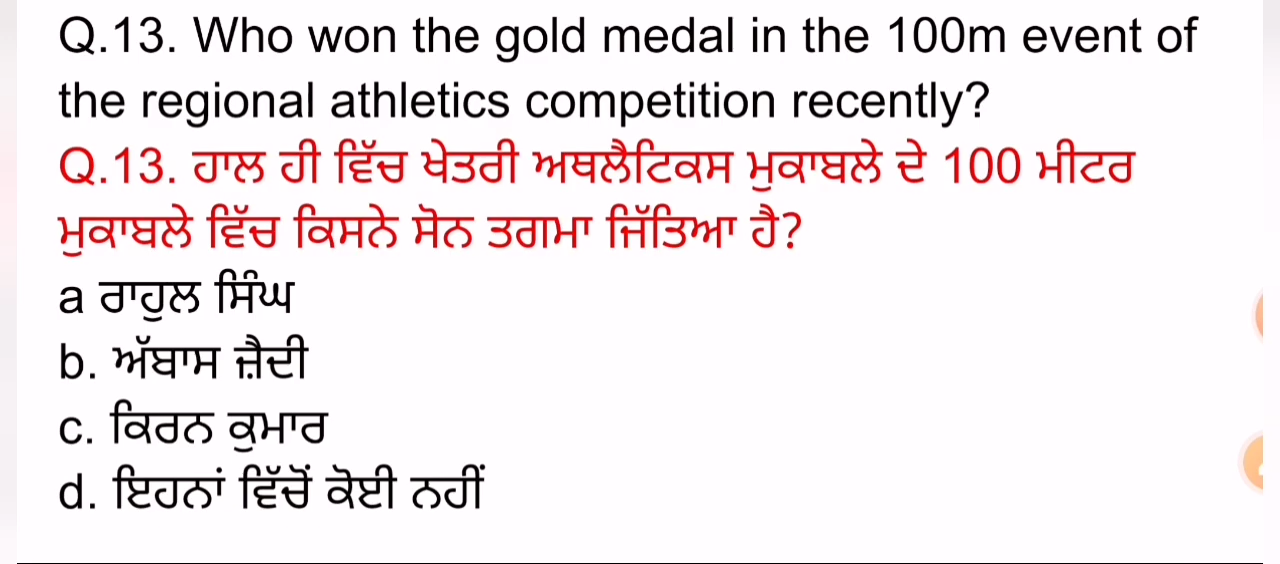 Q.13. Who won the gold medal in the 100m event of
the regional athletics competition recently?
Q.13. ਹਾਲ ਹੀ ਵਿੱਚ ਖੇਤਰੀ ਅਥਲੈਟਿਕਸ ਮੁਕਾਬਲੇ ਦੇ 100 ਮੀਟਰ
ਮੁਕਾਬਲੇ ਵਿੱਚ ਕਿਸਨੇ ਸੋਨ ਤਗਮਾ ਜਿੱਤਿਆ ਹੈ?
a ਰਾਹੁਲ ਸਿੰਘ
b. ਅੱਬਾਸ ਜ਼ੈਦੀ
c. ਕਿਰਨ ਕੁਮਾਰ
d. ਇਹਨਾਂ ਵਿੱਚੋਂ ਕੋਈ ਨਹੀਂ